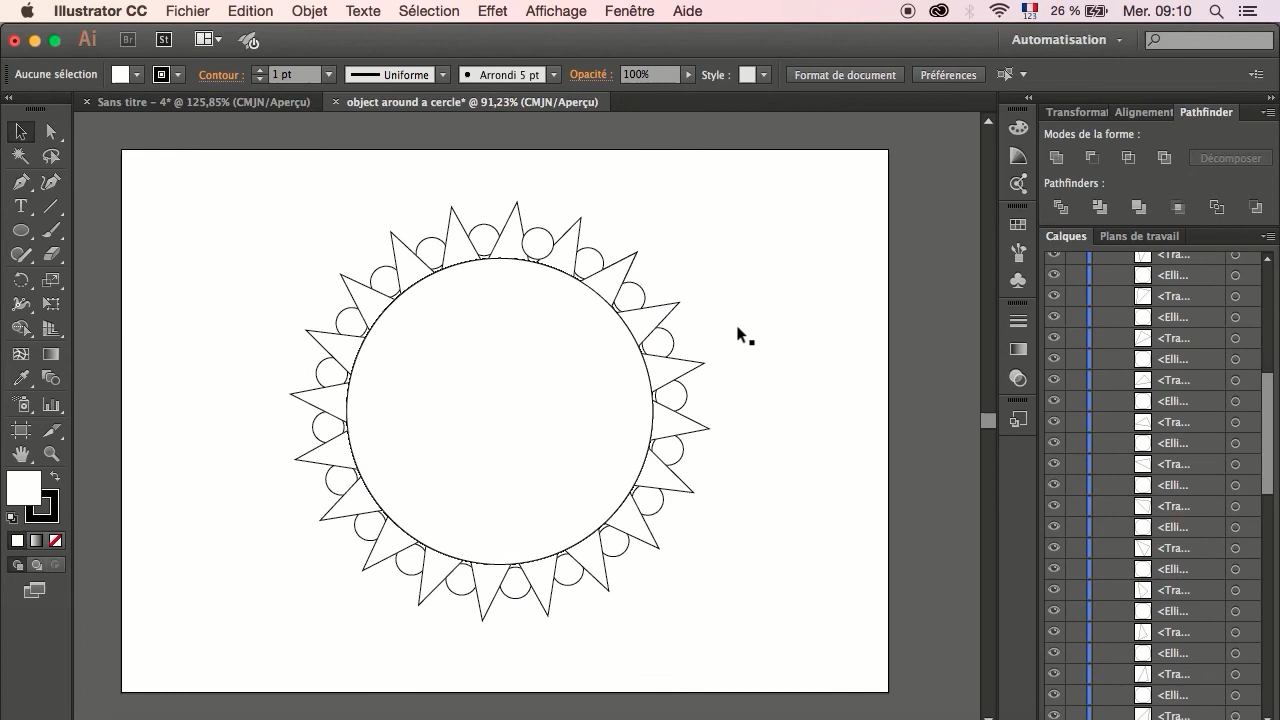 Illustrator CC Fichier Edition Objet Texte Sélection Effet Affichage Fenêtre Aide 123 26 % Mer. 09:10
Ai Br St Automatisation
Aucune sélection Contour : 1 pt Uniforme Arrondi 5 pt Opacité : 100% Style : Format de document Préférences
× Sans titre – 4* @ 125,85% (CMJN/Aperçu) × object around a cercle* @ 91,23% (CMJN/Aperçu)
Transformat Alignement Pathfinder
Modes de la forme :
Décomposer
Pathfinders :
Calques Plans de travail
<Tra...
<Elli...
<Tra...
<Elli...
<Tra...
<Elli...
<Tra...
<Elli...
<Tra...
<Elli...
<Tra...
<Elli...
<Tra...
<Elli...
<Tra...
<Elli...
<Tra...
<Elli...
<Tra...
<Elli...
<Tra...
<Elli...
<Tra...